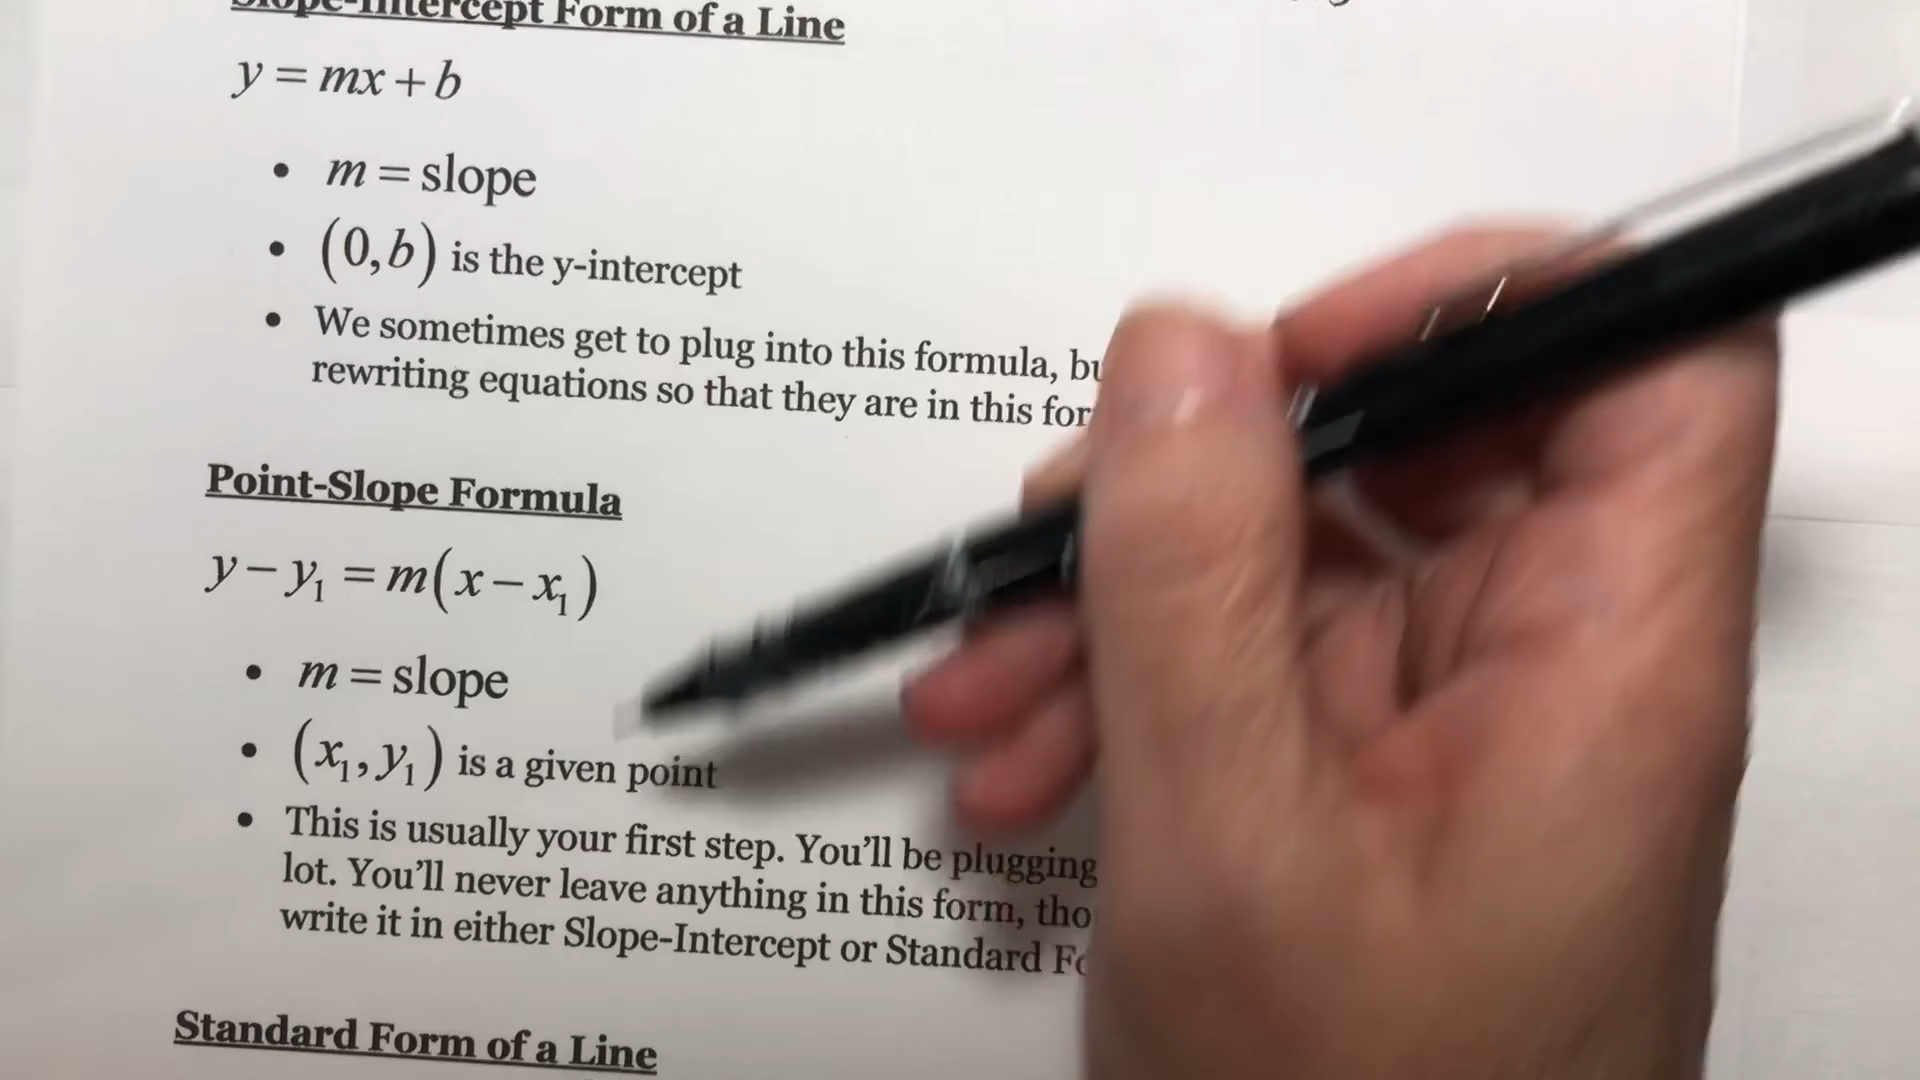 Slope-Intercept Form of a Line
y = mx + b
• m = slope
• (0, b) is the y-intercept
• We sometimes get to plug into this formula,
rewriting equations so that they are in this
Point-Slope Formula
y − y₁ = m(x − x₁)
• m = slope
• (x₁, y₁) is a given point
• This is usually your first step. You’ll be plugging
lot. You’ll never leave anything in this form,
write it in either Slope-Intercept or Standard
Standard Form of a Line